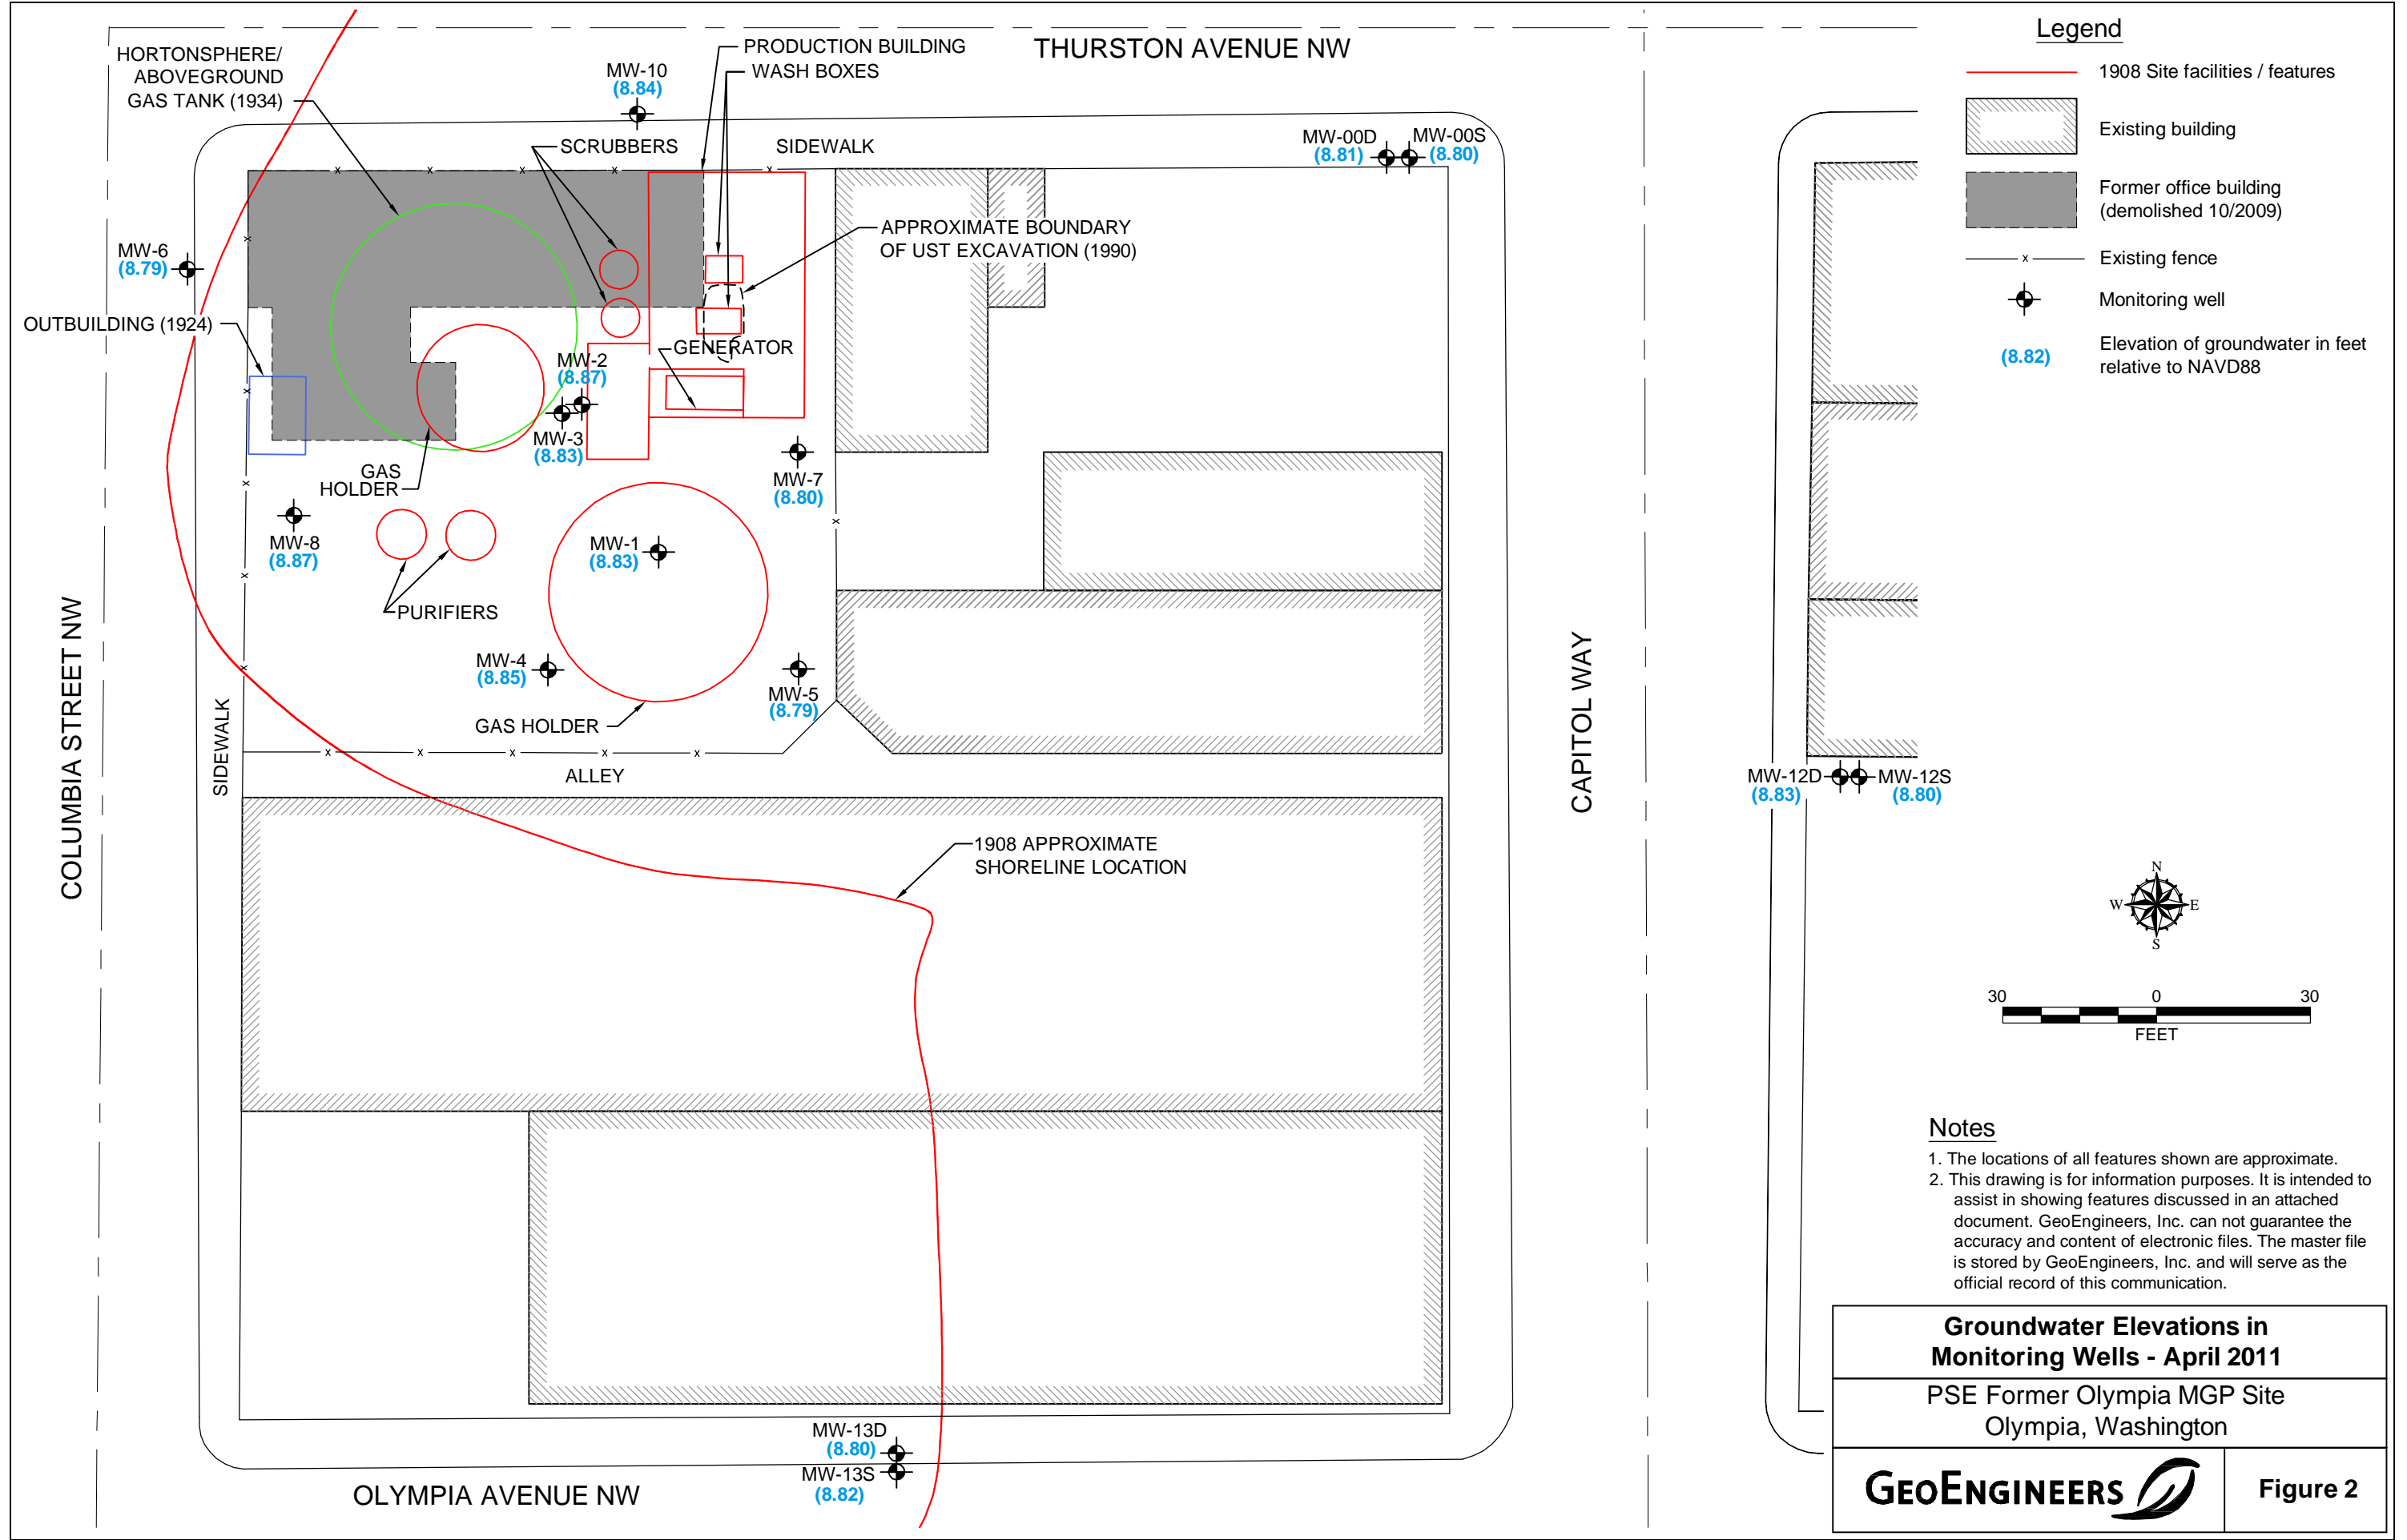 THURSTON AVENUE NW
HORTONSPHERE/
ABOVEGROUND
GAS TANK (1934)
MW-10
(8.84)
PRODUCTION BUILDING
WASH BOXES
SCRUBBERS
SIDEWALK
MW-00D
(8.81)
MW-00S
(8.80)
APPROXIMATE BOUNDARY
OF UST EXCAVATION (1990)
MW-6
(8.79)
OUTBUILDING (1924)
GENERATOR
MW-2
(8.87)
MW-3
(8.83)
GAS
HOLDER
MW-7
(8.80)
MW-8
(8.87)
MW-1
(8.83)
PURIFIERS
MW-4
(8.85)
MW-5
(8.79)
GAS HOLDER
SIDEWALK
ALLEY
COLUMBIA STREET NW
CAPITOL WAY
MW-12D
(8.83)
MW-12S
(8.80)
1908 APPROXIMATE
SHORELINE LOCATION
MW-13D
(8.80)
MW-13S
(8.82)
OLYMPIA AVENUE NW
Legend
1908 Site facilities / features
Existing building
Former office building
(demolished 10/2009)
x
Existing fence
Monitoring well
(8.82)
Elevation of groundwater in feet
relative to NAVD88
N
W
E
S
30
0
30
FEET
Notes
1. The locations of all features shown are approximate.
2. This drawing is for information purposes. It is intended to
assist in showing features discussed in an attached
document. GeoEngineers, Inc. can not guarantee the
accuracy and content of electronic files. The master file
is stored by GeoEngineers, Inc. and will serve as the
official record of this communication.
Groundwater Elevations in
Monitoring Wells - April 2011
PSE Former Olympia MGP Site
Olympia, Washington
GEOENGINEERS
Figure 2